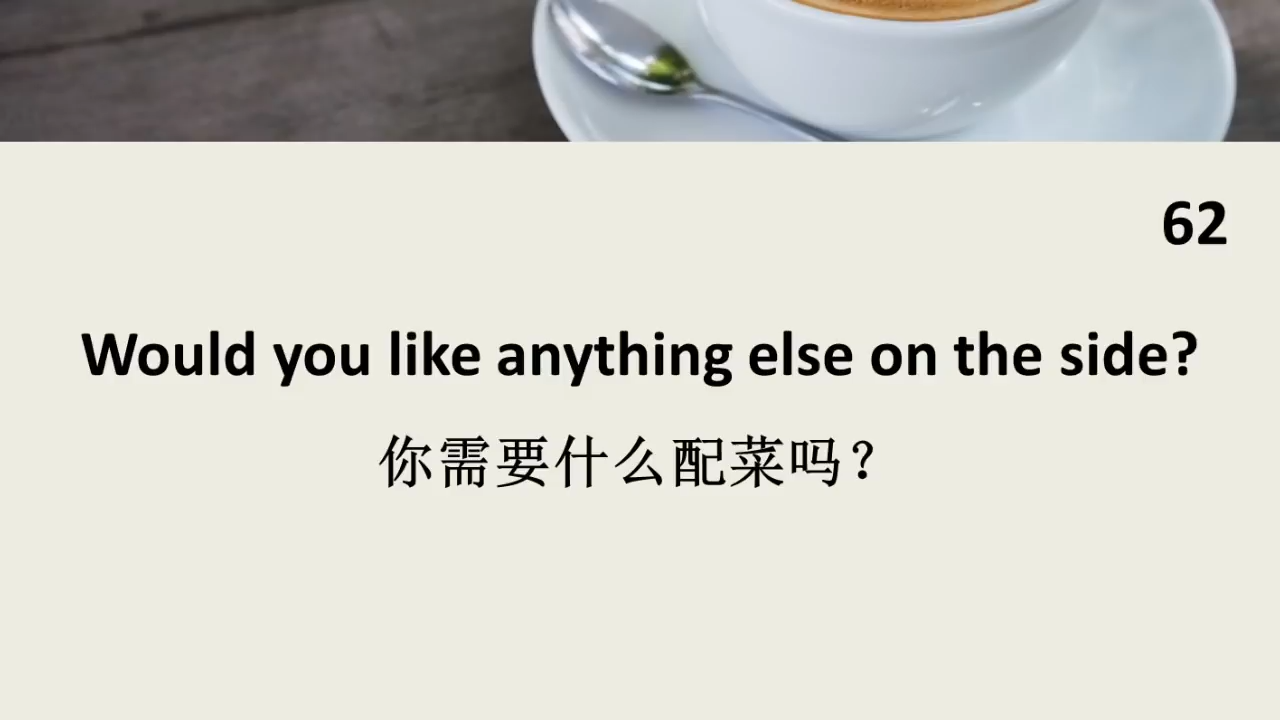 62
Would you like anything else on the side?
你需要什么配菜吗？